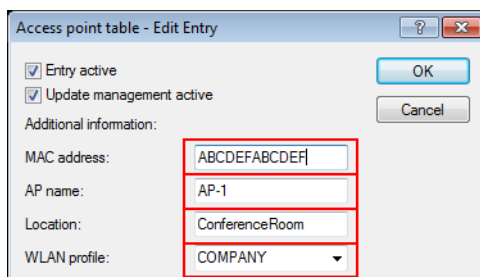 Access point table - Edit Entry
Entry active
OK
Update management active
Cancel
Additional information:
MAC address: ABCDEFABCDEF
AP name: AP-1
Location: ConferenceRoom
WLAN profile: COMPANY